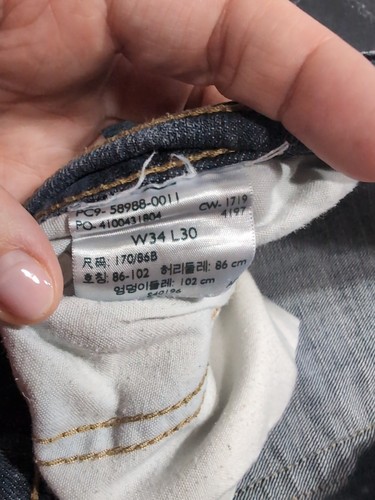 PC9- 58988-0011 CW. 1719
PO. 4100431804 4197
W34 L30
尺码: 170/86B
호칭: 86-102 허리둘레: 86 cm
엉덩이둘레: 102 cm